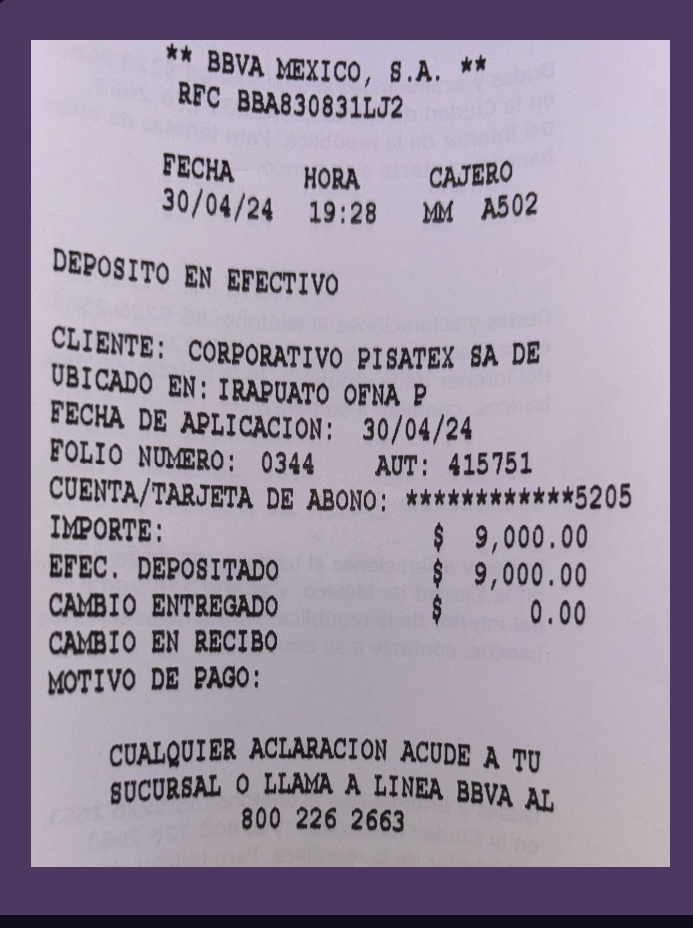 ** BBVA MEXICO, S.A. **
RFC BBA830831LJ2
FECHA HORA CAJERO
30/04/24 19:28 MM A502
DEPOSITO EN EFECTIVO
CLIENTE: CORPORATIVO PISATEX SA DE
UBICADO EN: IRAPUATO OFNA P
FECHA DE APLICACION: 30/04/24
FOLIO NUMERO: 0344 AUT: 415751
CUENTA/TARJETA DE ABONO: ************5205
IMPORTE: $ 9,000.00
EFEC. DEPOSITADO $ 9,000.00
CAMBIO ENTREGADO $ 0.00
CAMBIO EN RECIBO
MOTIVO DE PAGO:
CUALQUIER ACLARACION ACUDE A TU
SUCURSAL O LLAMA A LINEA BBVA AL
800 226 2663